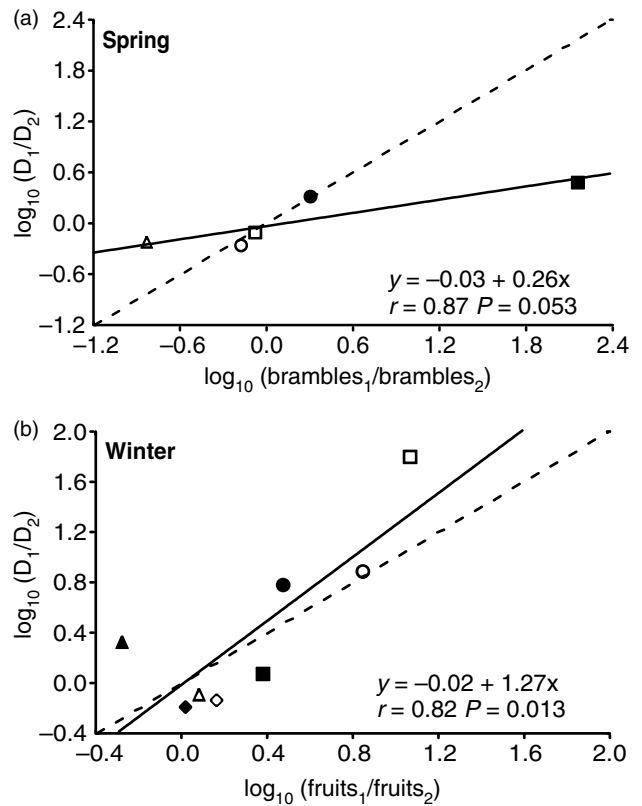 (a)
Spring
2.4
1.8
1.2
0.6
0.0
–0.6
–1.2
log₁₀ (D₁/D₂)
y = –0.03 + 0.26x
r = 0.87 P = 0.053
–1.2 –0.6 0.0 0.6 1.2 1.8 2.4
log₁₀ (brambles₁/brambles₂)
(b)
Winter
2.0
1.6
1.2
0.8
0.4
0.0
–0.4
log₁₀ (D₁/D₂)
y = –0.02 + 1.27x
r = 0.82 P = 0.013
–0.4 0.0 0.4 0.8 1.2 1.6 2.0
log₁₀ (fruits₁/fruits₂)